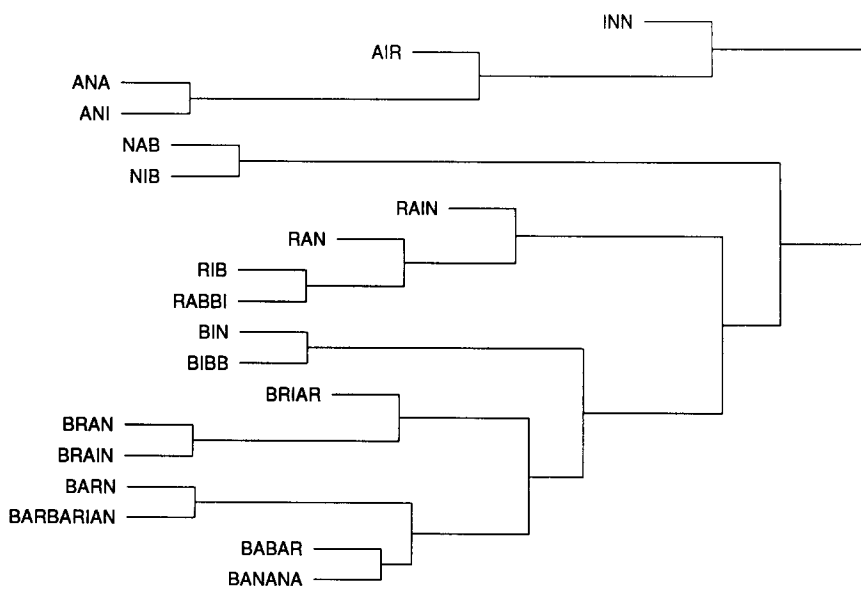 INN
AIR
ANA
ANI
NAB
NIB
RAIN
RAN
RIB
RABBI
BIN
BIBB
BRIAR
BRAN
BRAIN
BARN
BARBARIAN
BABAR
BANANA